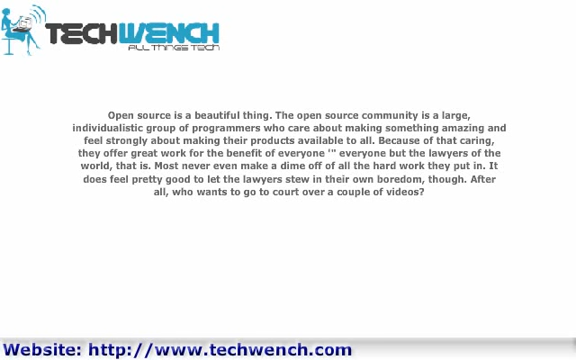 TECHWENCH
ALL THINGS TECH
Open source is a beautiful thing. The open source community is a large,
individualistic group of programmers who care about making something amazing and
feel strongly about making their products available to all. Because of that caring,
they offer great work for the benefit of everyone '" everyone but the lawyers of the
world, that is. Most never even make a dime off of all the hard work they put in. It
does feel pretty good to let the lawyers stew in their own boredom, though. After
all, who wants to go to court over a couple of videos?
Website: http://www.techwench.com